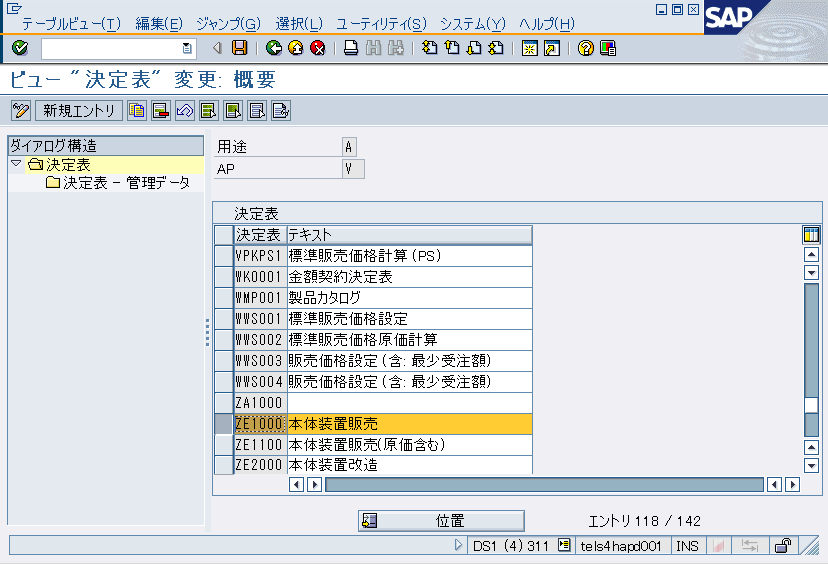 テーブルビュー(T) 編集(E) ジャンプ(G) 選択(L) ユーティリティ(S) システム(Y) ヘルプ(H)
SAP
ビュー "決定表" 変更: 概要
新規エントリ
ダイアログ構造
決定表
決定表 - 管理データ
用途 A
AP V
決定表
決定表 テキスト
VPKPS1 標準販売価格計算 (PS)
WK0001 金額契約決定表
WMP001 製品カタログ
WWS001 標準販売価格設定
WWS002 標準販売価格原価計算
WWS003 販売価格設定 (含: 最少受注額)
WWS004 販売価格設定 (含: 最少受注額)
ZA1000
ZE1000 本体装置販売
ZE1100 本体装置販売(原価含む)
ZE2000 本体装置改造
位置 エントリ 118 / 142
DS1 (4) 311 tels4hapd001 INS